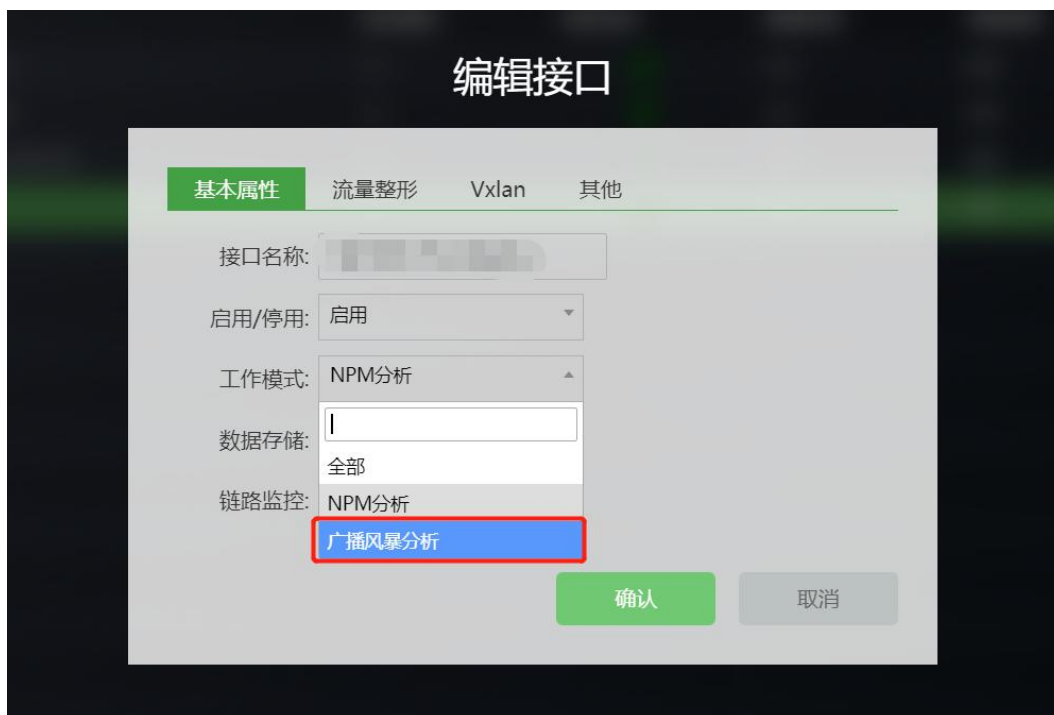 编辑接口
基本属性 流量整形 Vxlan 其他
接口名称:
启用/停用: 启用
工作模式: NPM分析
数据存储:
全部
链路监控: NPM分析
广播风暴分析
确认 取消